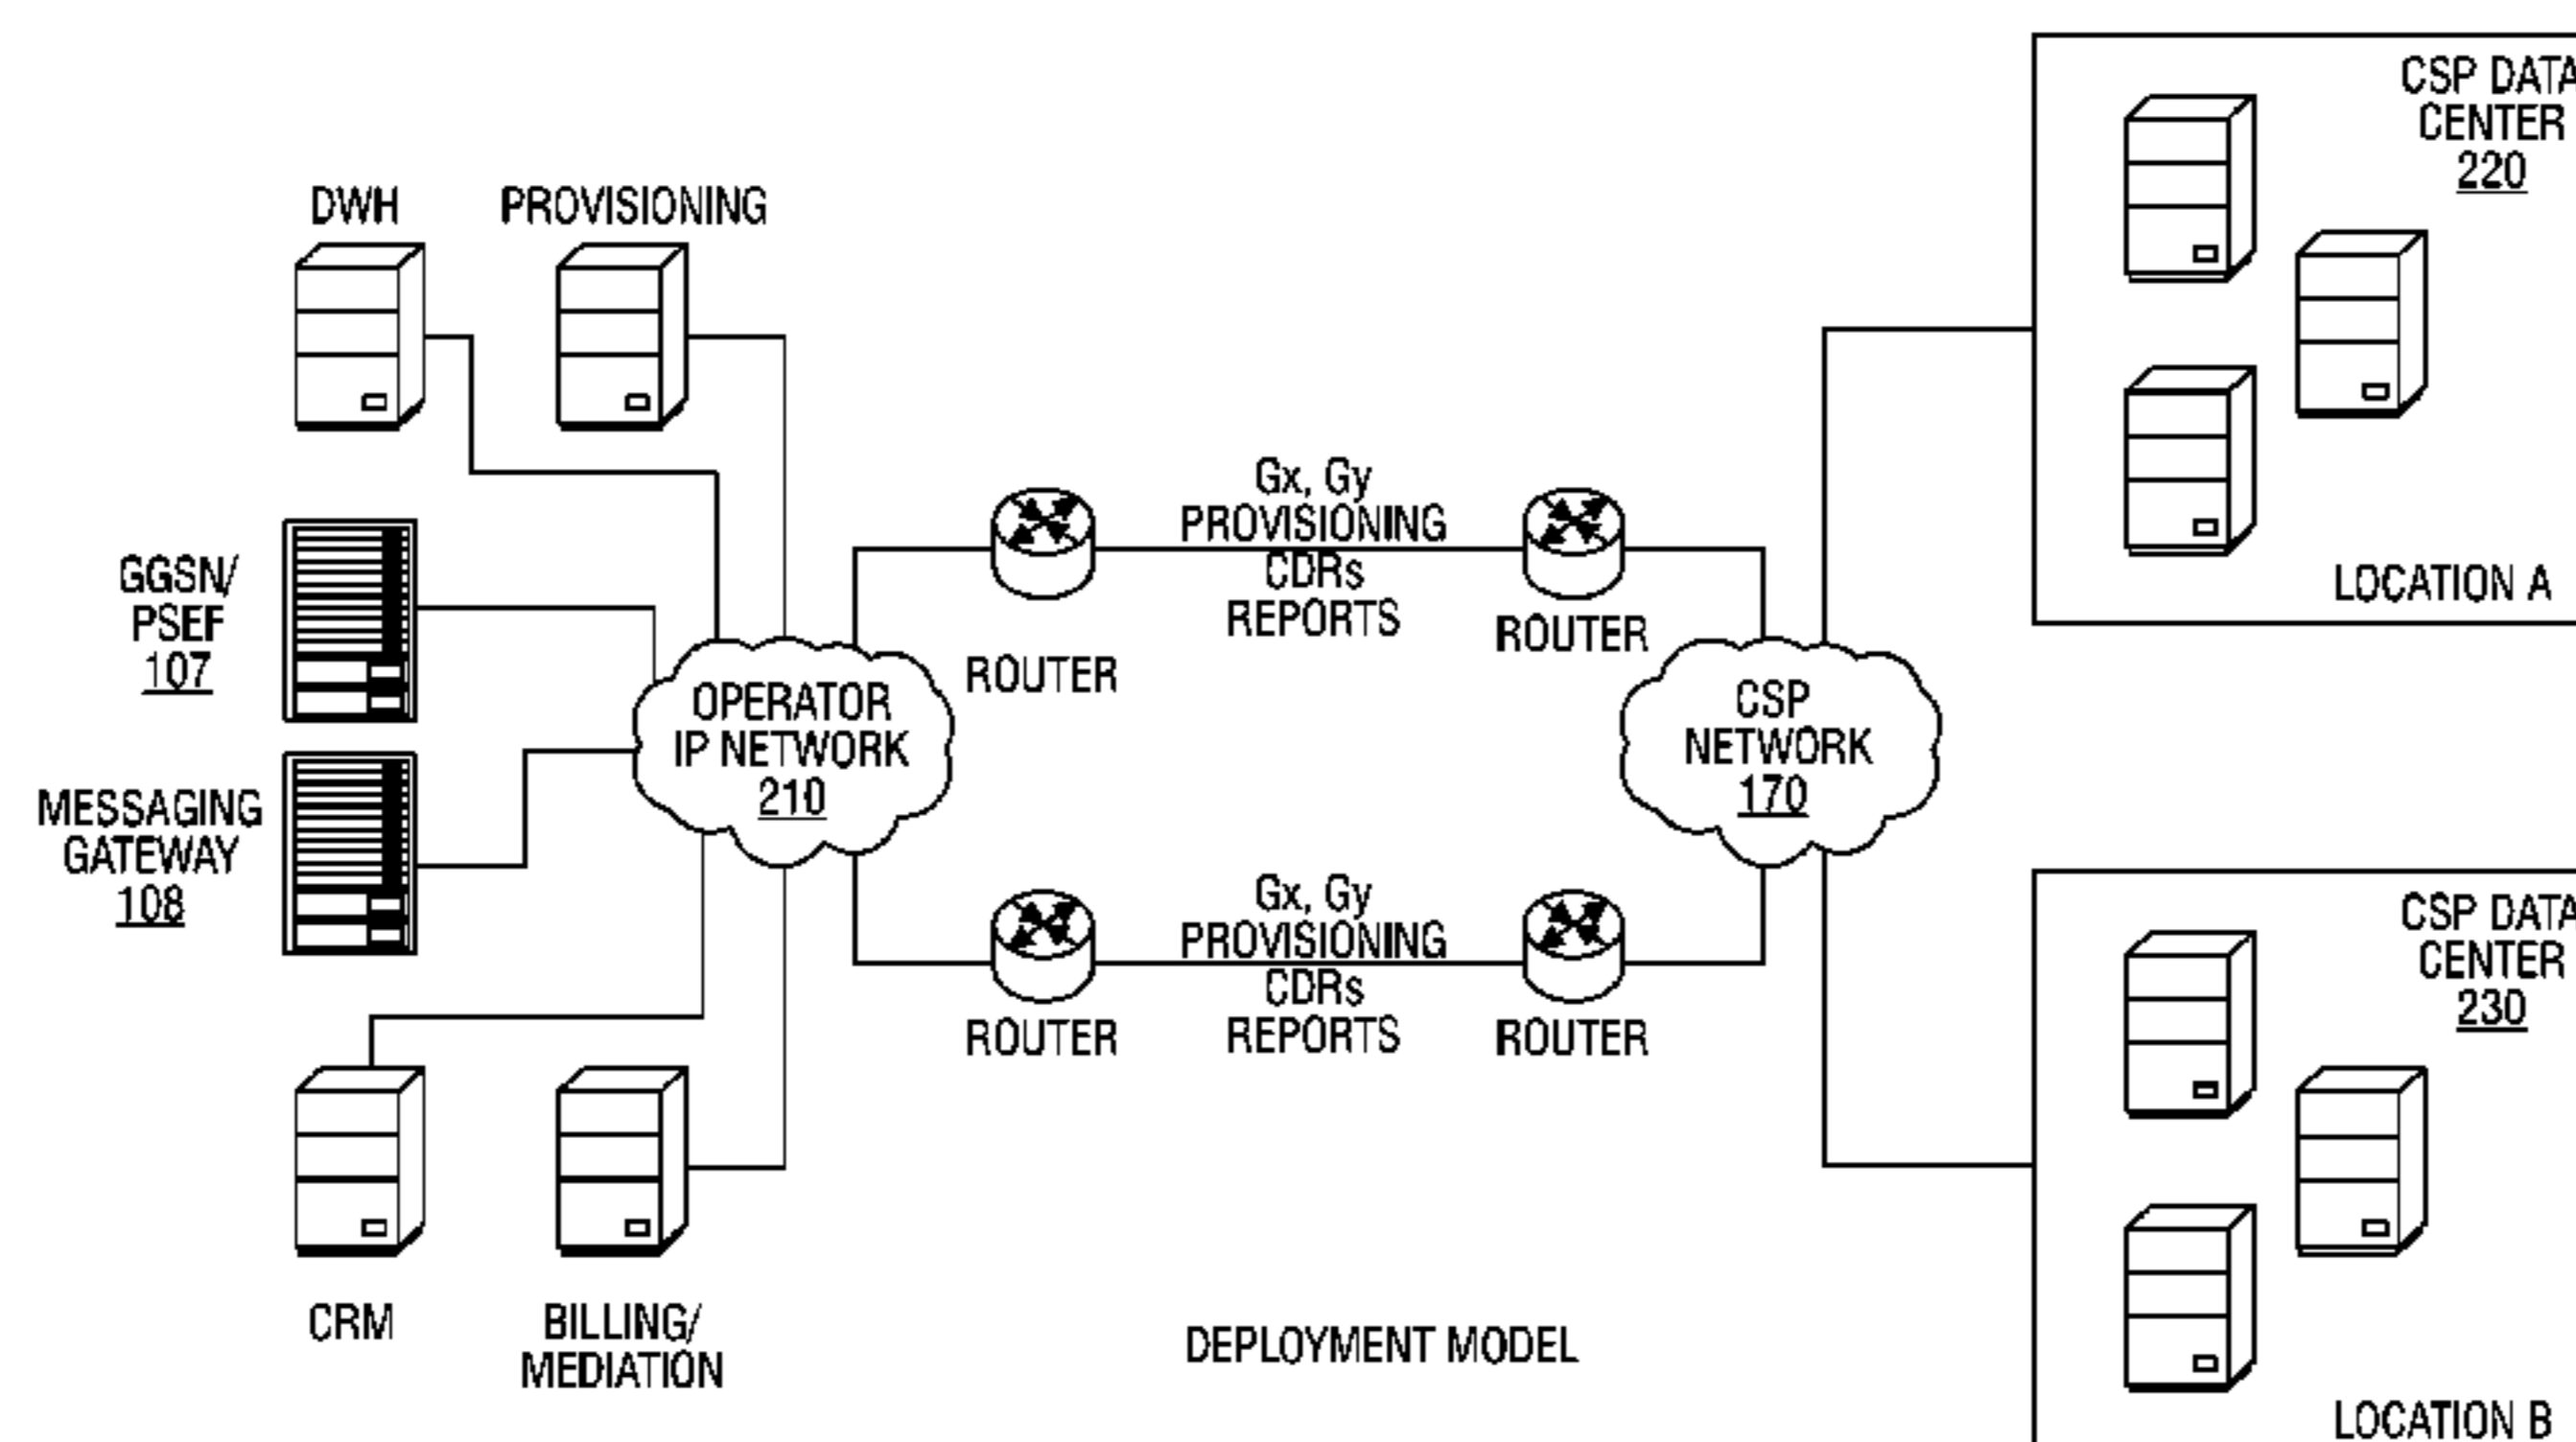 DWH
PROVISIONING
GGSN/
PSEF
107
MESSAGING
GATEWAY
108
CRM
BILLING/
MEDIATION
OPERATOR
IP NETWORK
210
ROUTER
Gx, Gy
PROVISIONING
CDRs
REPORTS
ROUTER
ROUTER
Gx, Gy
PROVISIONING
CDRs
REPORTS
ROUTER
CSP
NETWORK
170
CSP DATA
CENTER
220
LOCATION A
CSP DATA
CENTER
230
LOCATION B
DEPLOYMENT MODEL